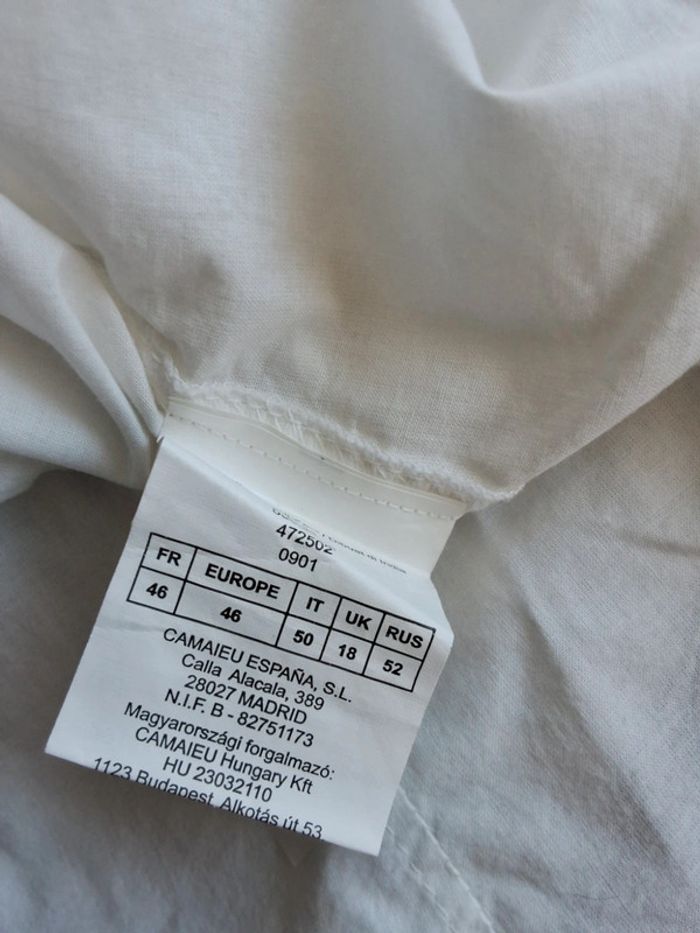 472502
0901
FR EUROPE IT UK RUS
46 46 50 18 52
CAMAIEU ESPAÑA, S.L.
Calla Alacala, 389
28027 MADRID
N.I.F. B - 82751173
Magyarországi forgalmazó:
CAMAIEU Hungary Kft
HU 23032110
1123 Budapest, Alkotás út 53